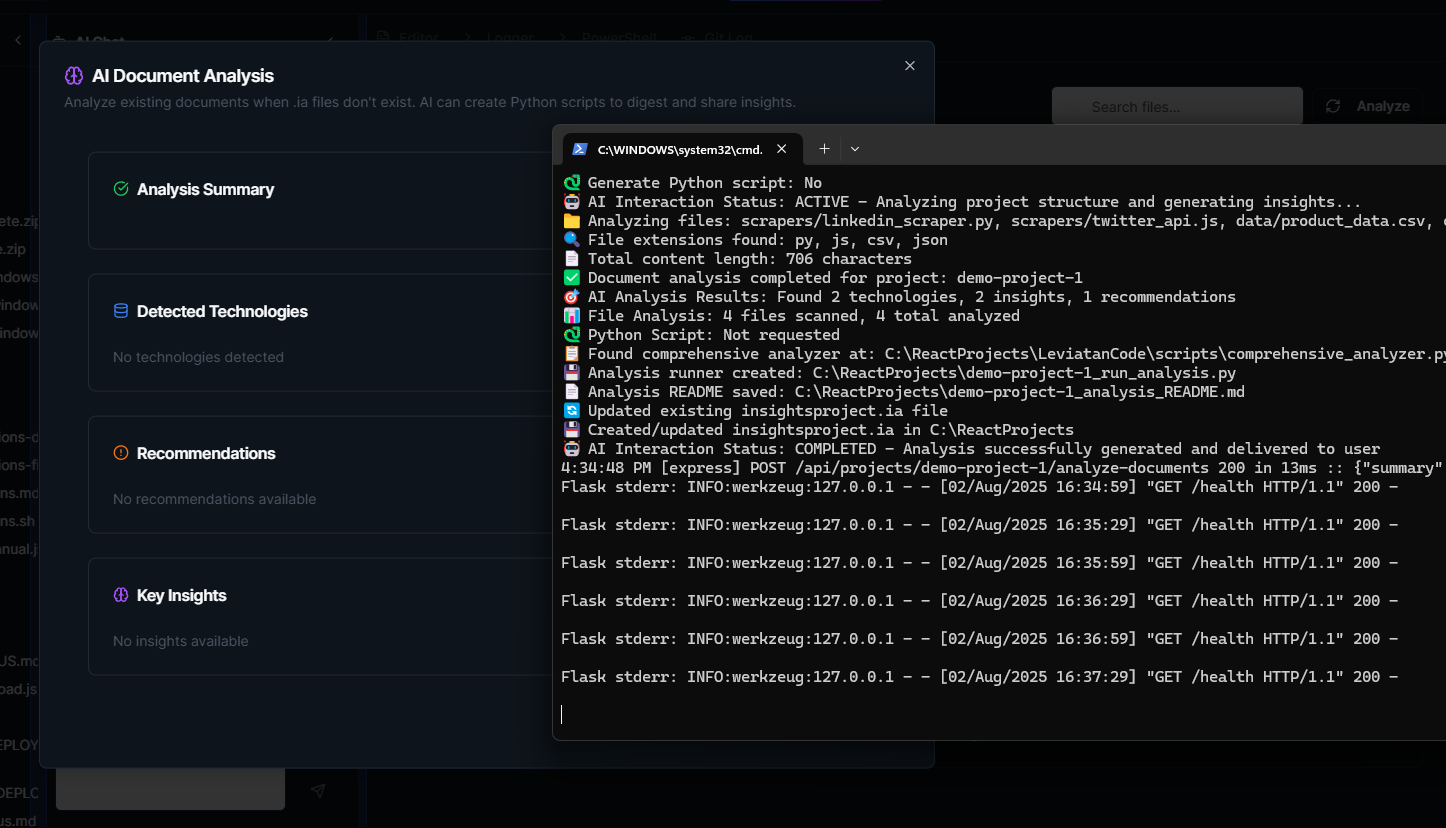 AI Chat
Editor
Logger
PowerShell
Git Log
AI Document Analysis
Analyze existing documents when .ia files don't exist. AI can create Python scripts to digest and share insights.
Search files...
Analyze
Analysis Summary
Detected Technologies
No technologies detected
Recommendations
No recommendations available
Key Insights
No insights available
C:\WINDOWS\system32\cmd.
Generate Python script: No
AI Interaction Status: ACTIVE - Analyzing project structure and generating insights...
Analyzing files: scrapers/linkedin_scraper.py, scrapers/twitter_api.js, data/product_data.csv,
File extensions found: py, js, csv, json
Total content length: 706 characters
Document analysis completed for project: demo-project-1
AI Analysis Results: Found 2 technologies, 2 insights, 1 recommendations
File Analysis: 4 files scanned, 4 total analyzed
Python Script: Not requested
Found comprehensive analyzer at: C:\ReactProjects\LeviatanCode\scripts\comprehensive_analyzer.py
Analysis runner created: C:\ReactProjects\demo-project-1_run_analysis.py
Analysis README saved: C:\ReactProjects\demo-project-1_analysis_README.md
Updated existing insightsproject.ia file
Created/updated insightsproject.ia in C:\ReactProjects
AI Interaction Status: COMPLETED - Analysis successfully generated and delivered to user
4:34:48 PM [express] POST /api/projects/demo-project-1/analyze-documents 200 in 13ms :: {"summary"
Flask stderr: INFO:werkzeug:127.0.0.1 - - [02/Aug/2025 16:34:59] "GET /health HTTP/1.1" 200 -
Flask stderr: INFO:werkzeug:127.0.0.1 - - [02/Aug/2025 16:35:29] "GET /health HTTP/1.1" 200 -
Flask stderr: INFO:werkzeug:127.0.0.1 - - [02/Aug/2025 16:35:59] "GET /health HTTP/1.1" 200 -
Flask stderr: INFO:werkzeug:127.0.0.1 - - [02/Aug/2025 16:36:29] "GET /health HTTP/1.1" 200 -
Flask stderr: INFO:werkzeug:127.0.0.1 - - [02/Aug/2025 16:36:59] "GET /health HTTP/1.1" 200 -
Flask stderr: INFO:werkzeug:127.0.0.1 - - [02/Aug/2025 16:37:29] "GET /health HTTP/1.1" 200 -
ete.zip
e.zip
ndows
vindow
indow
ions-d
ions-fi
ns.md
ns.sh
nual.j
US.md
oad.js
EPLOY
DEPLO
us.md